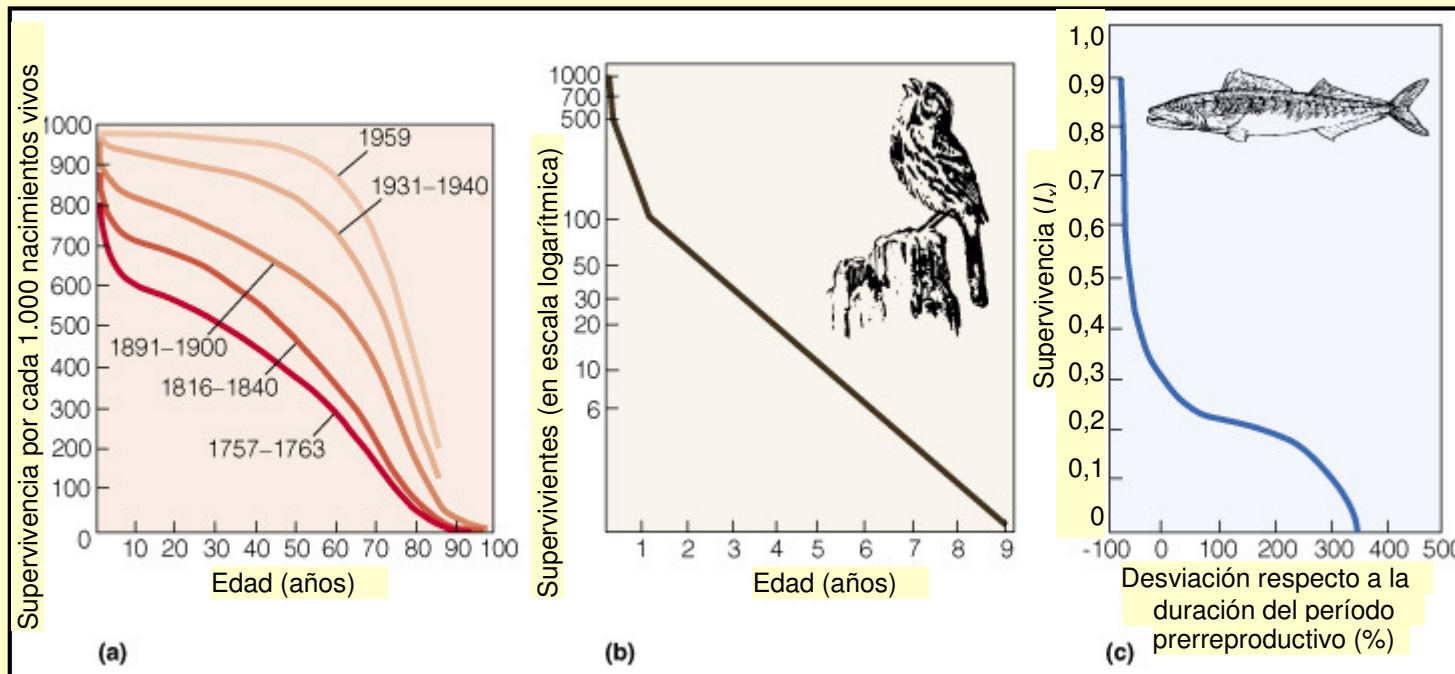 Supervivencia por cada 1.000 nacimientos vivos
1000
900
800
700
600
500
400
300
200
100
0
10 20 30 40 50 60 70 80 90 100
1959
1931–1940
1891–1900
1816–1840
1757–1763
Edad (años)
(a)
Supervivientes (en escala logarítmica)
1000
700
500
100
50
30
20
10
6
1 2 3 4 5 6 7 8 9
Edad (años)
(b)
Supervivencia (lx)
1,0
0,9
0,8
0,7
0,5
0,4
0,3
0,2
0,1
0
-100 0 100 200 300 400 500
Desviación respecto a la
duración del período
prerreproductivo (%)
(c)